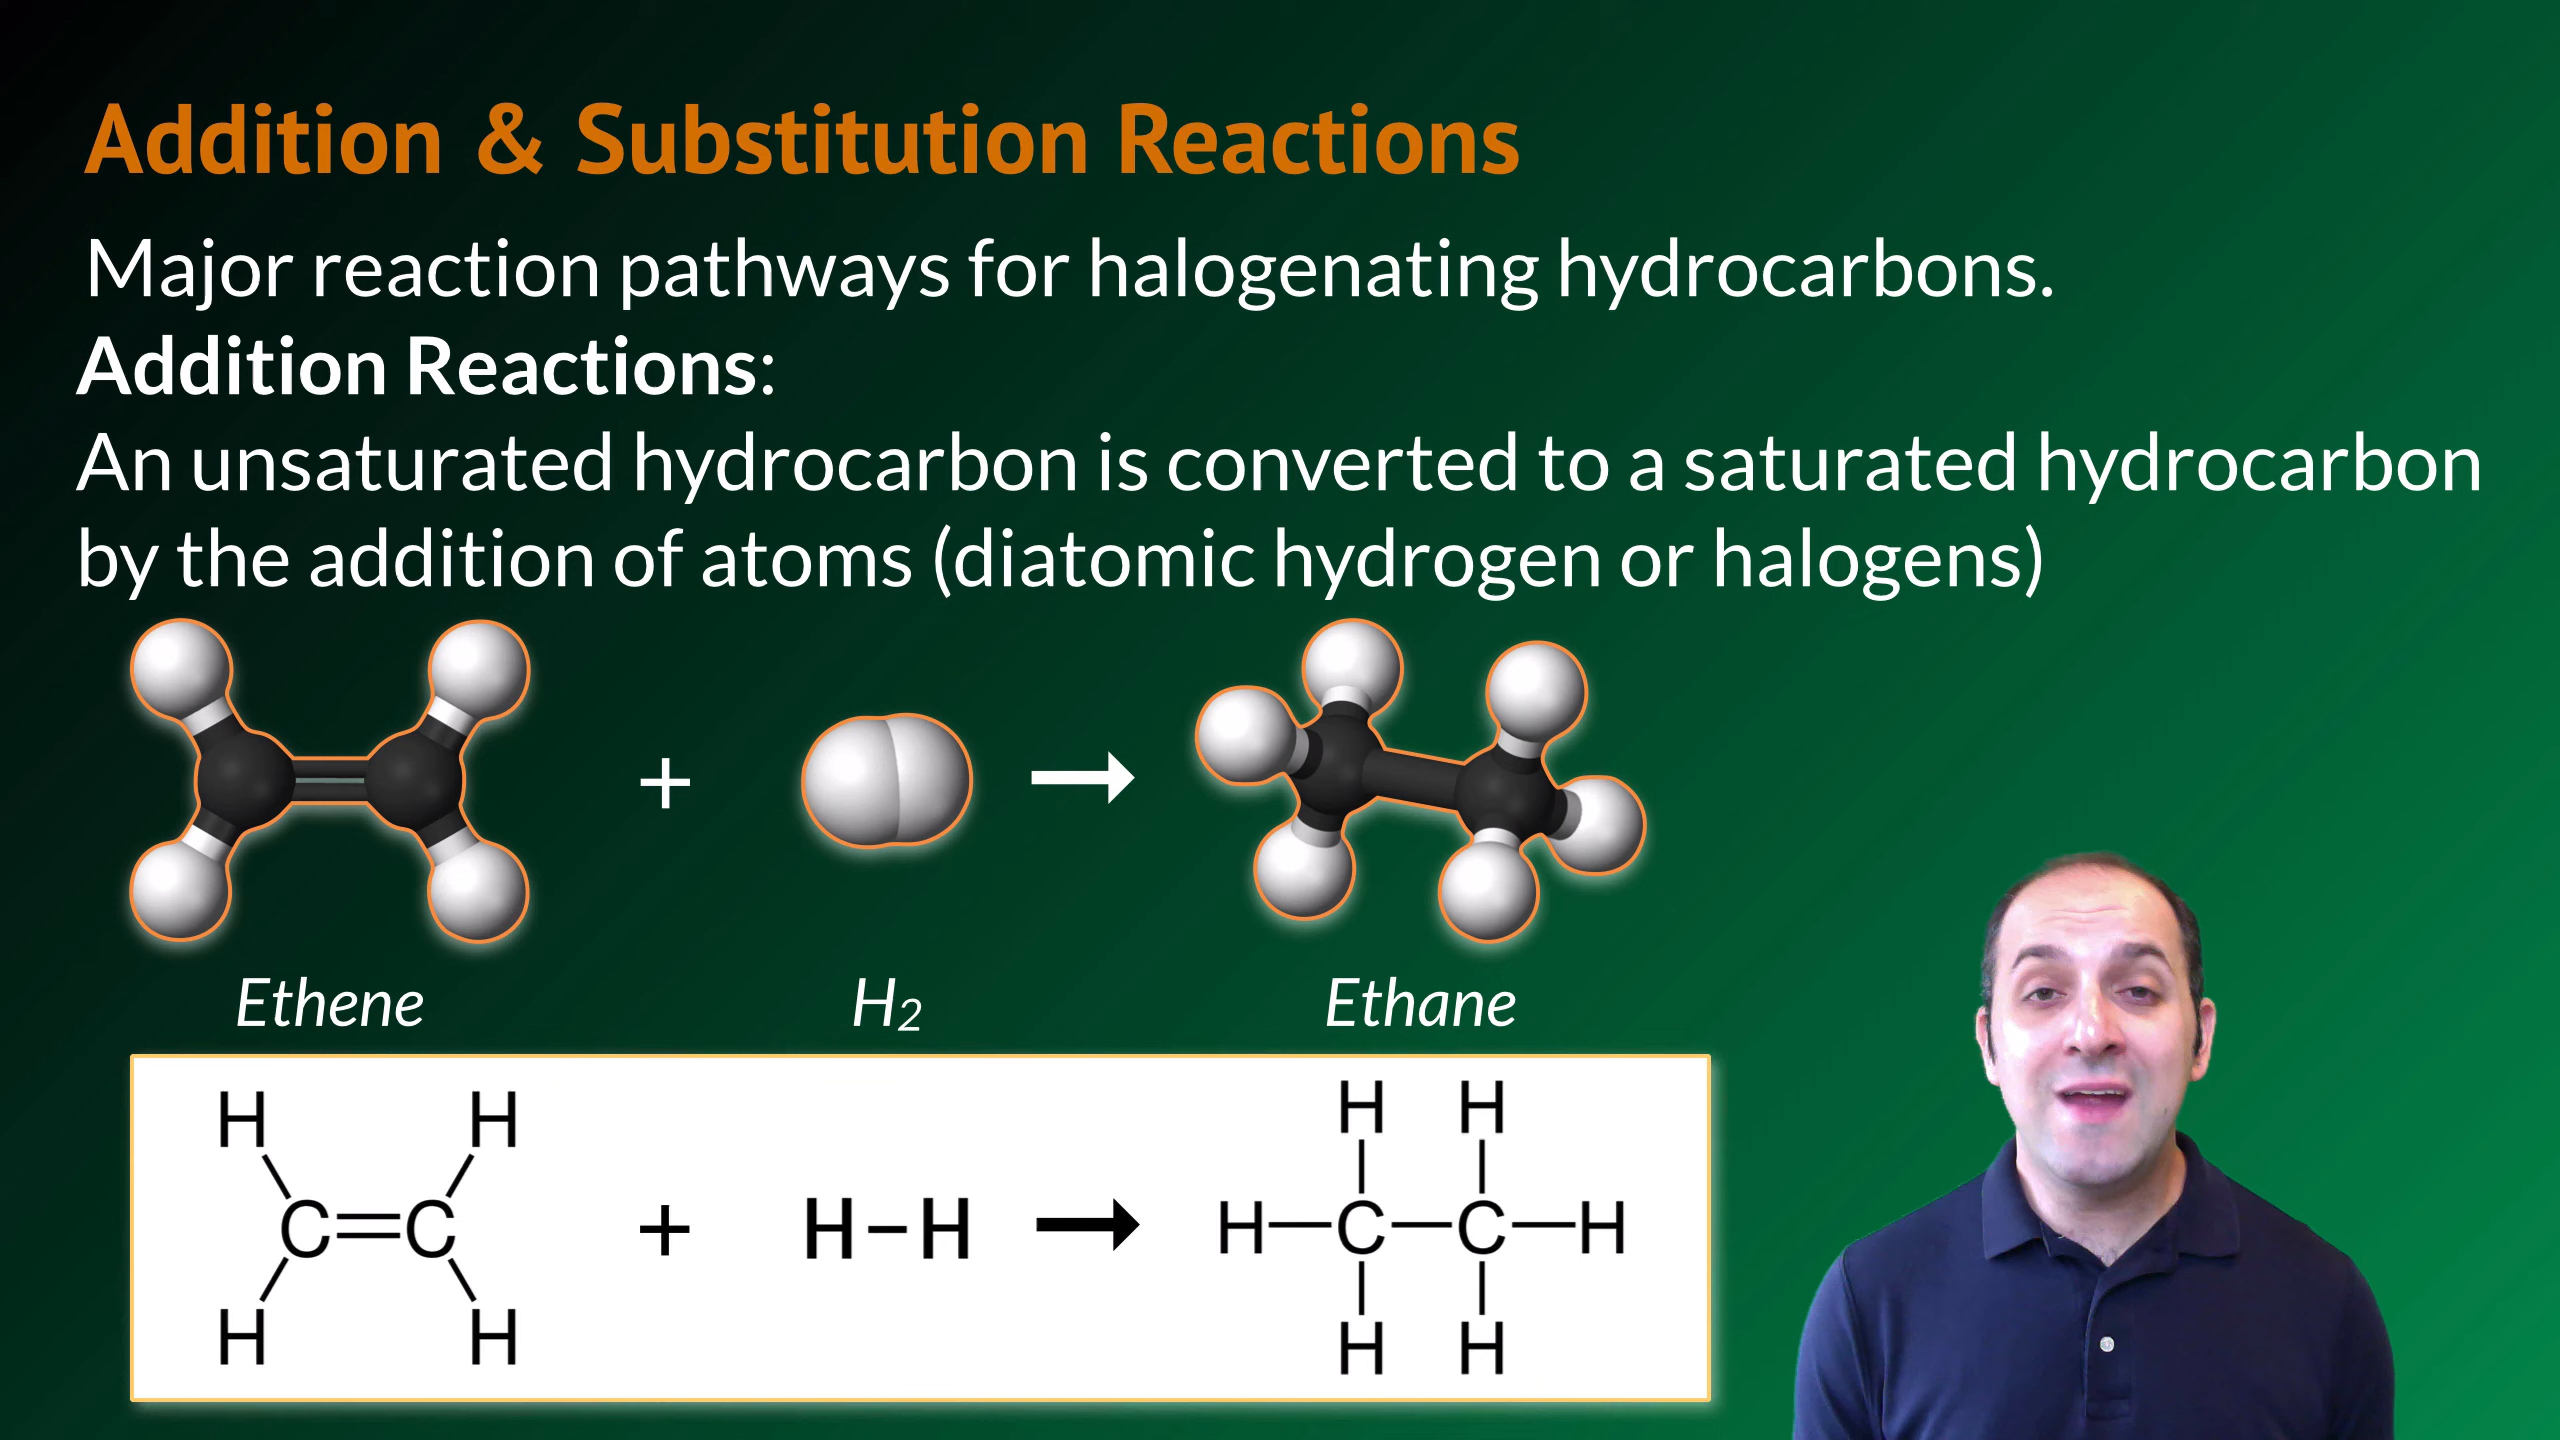 Addition & Substitution Reactions
Major reaction pathways for halogenating hydrocarbons.
Addition Reactions:
An unsaturated hydrocarbon is converted to a saturated hydrocarbon
by the addition of atoms (diatomic hydrogen or halogens)
+
Ethene H₂ Ethane
H H H H
C=C + H–H → H–C–C–H
H H H H